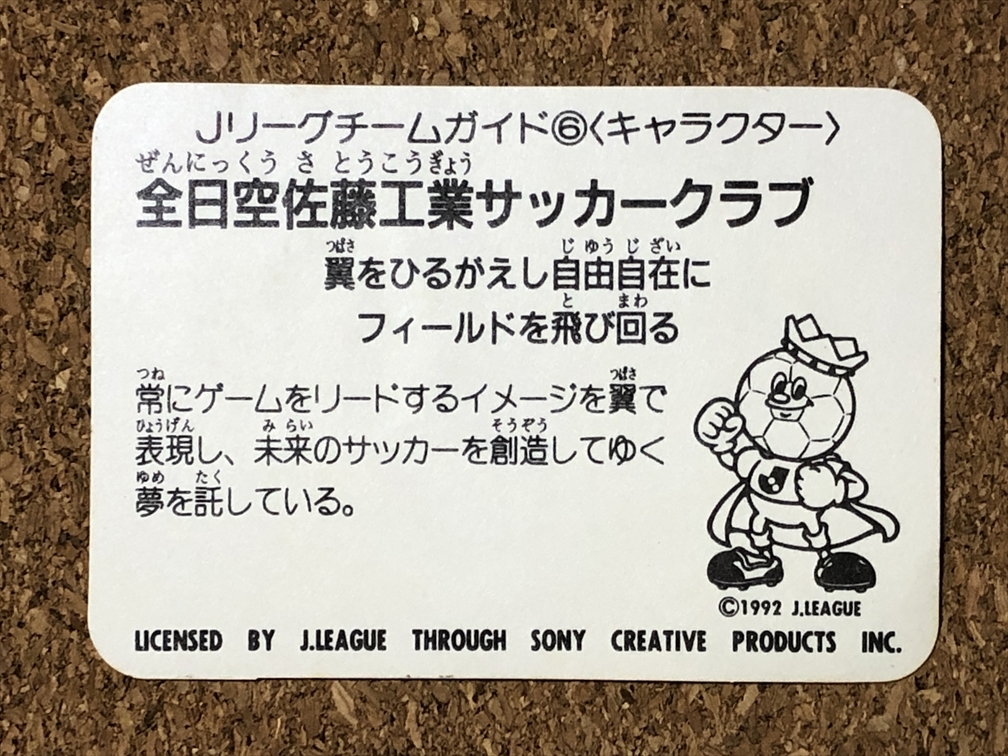 Jリーグチームガイド⑥〈キャラクター〉
ぜんにっくう さ とうこうぎょう
全日空佐藤工業サッカークラブ
つばさ じ ゆう じ ざい
翼をひるがえし自由自在に
と まわ
フィールドを飛び回る
つね つばさ
常にゲームをリードするイメージを翼で
ひょうげん み らい そうぞう
表現し、未来のサッカーを創造してゆく
ゆめ たく
夢を託している。
©1992 J.LEAGUE
LICENSED BY J.LEAGUE THROUGH SONY CREATIVE PRODUCTS INC.